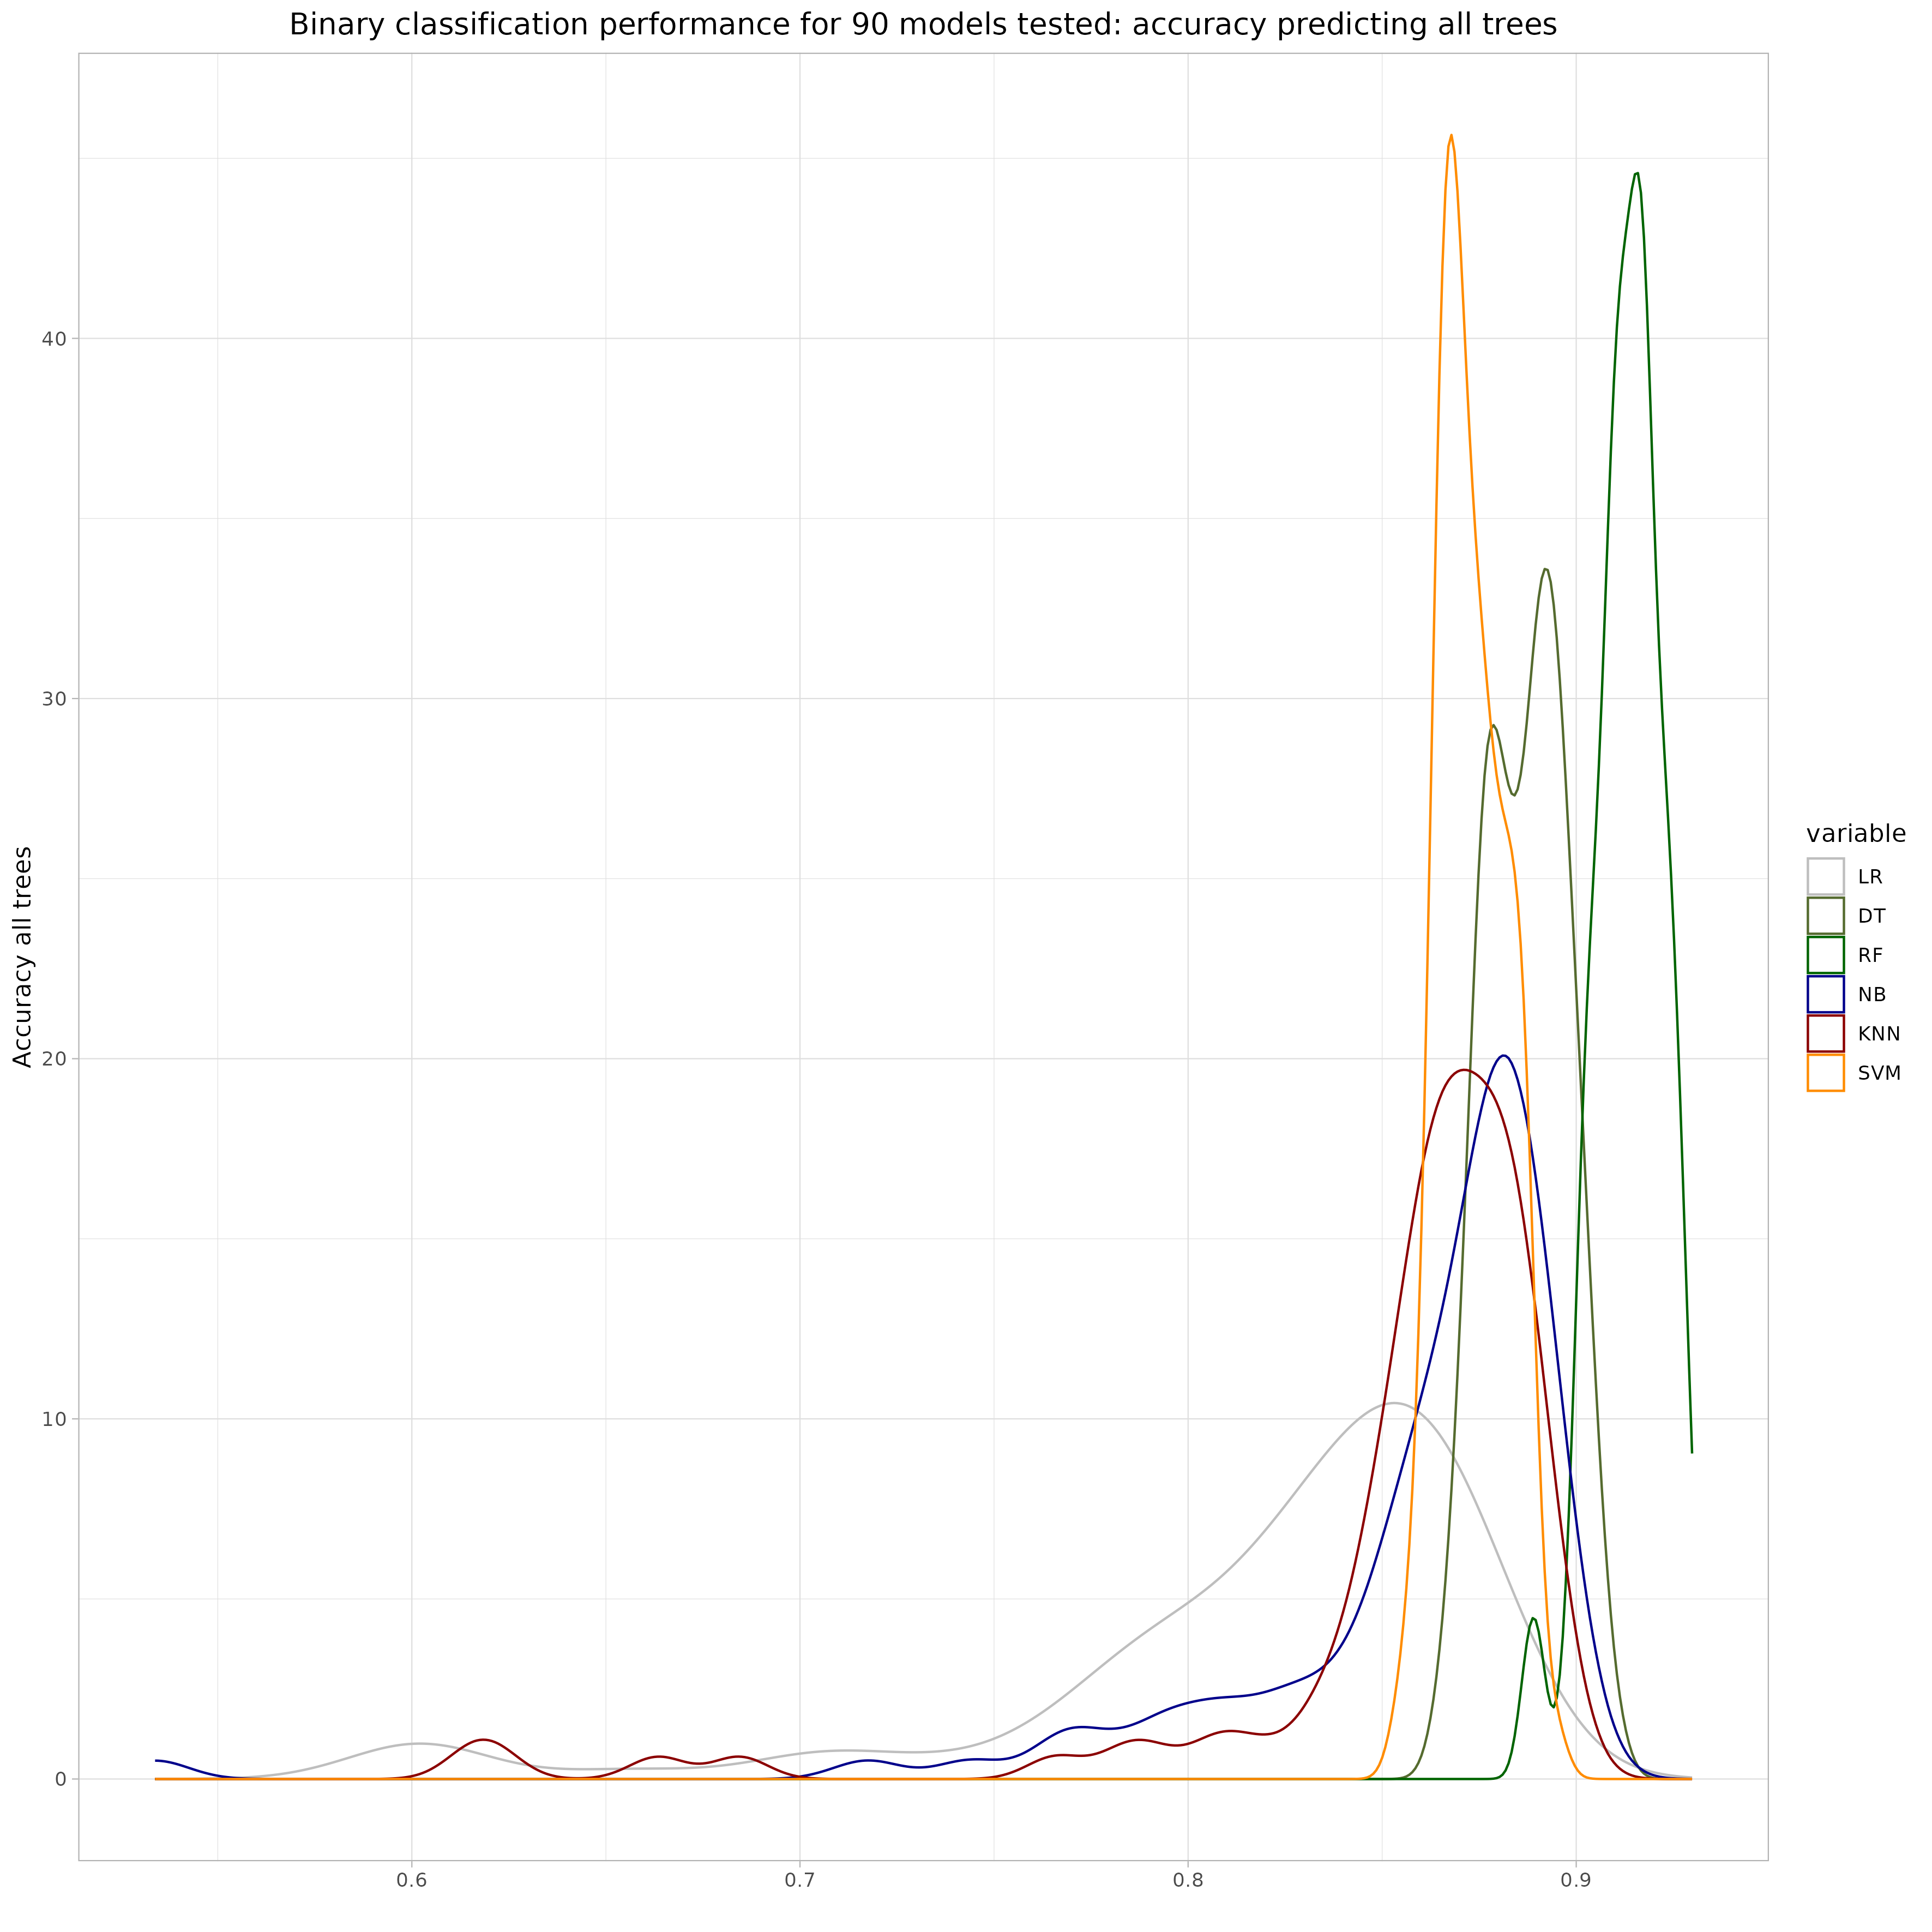 Binary classification performance for 90 models tested: accuracy predicting all trees
Accuracy all trees
40
30
20
10
0
0.6 0.7 0.8 0.9
variable
LR
DT
RF
NB
KNN
SVM